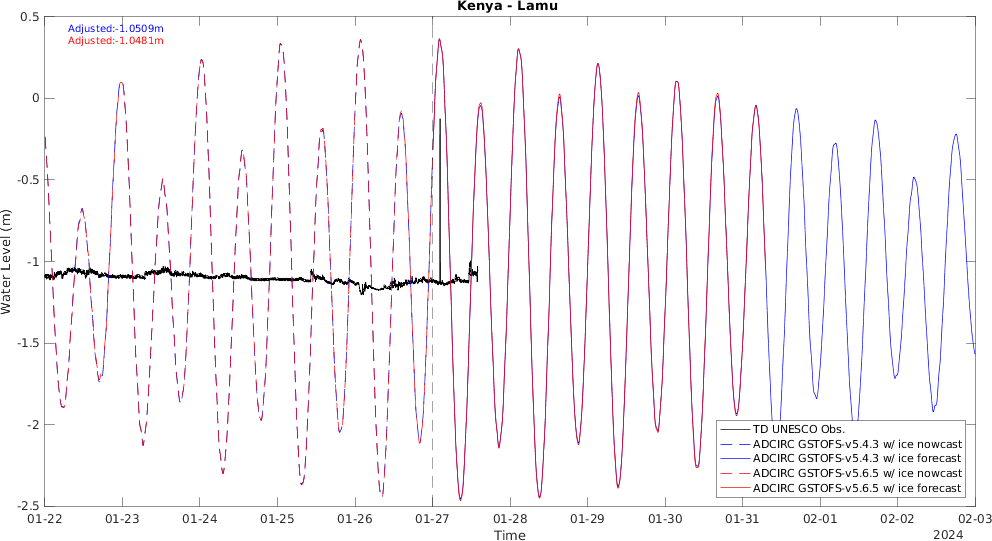 Kenya - Lamu
Adjusted:-1.0509m
Adjusted:-1.0481m
0.5
0
-0.5
-1
-1.5
-2
-2.5
Water Level (m)
01-22 01-23 01-24 01-25 01-26 01-27 01-28 01-29 01-30 01-31 02-01 02-02 02-03
Time
2024
TD UNESCO Obs.
ADCIRC GSTOFS-v5.4.3 w/ ice nowcast
ADCIRC GSTOFS-v5.4.3 w/ ice forecast
ADCIRC GSTOFS-v5.6.5 w/ ice nowcast
ADCIRC GSTOFS-v5.6.5 w/ ice forecast